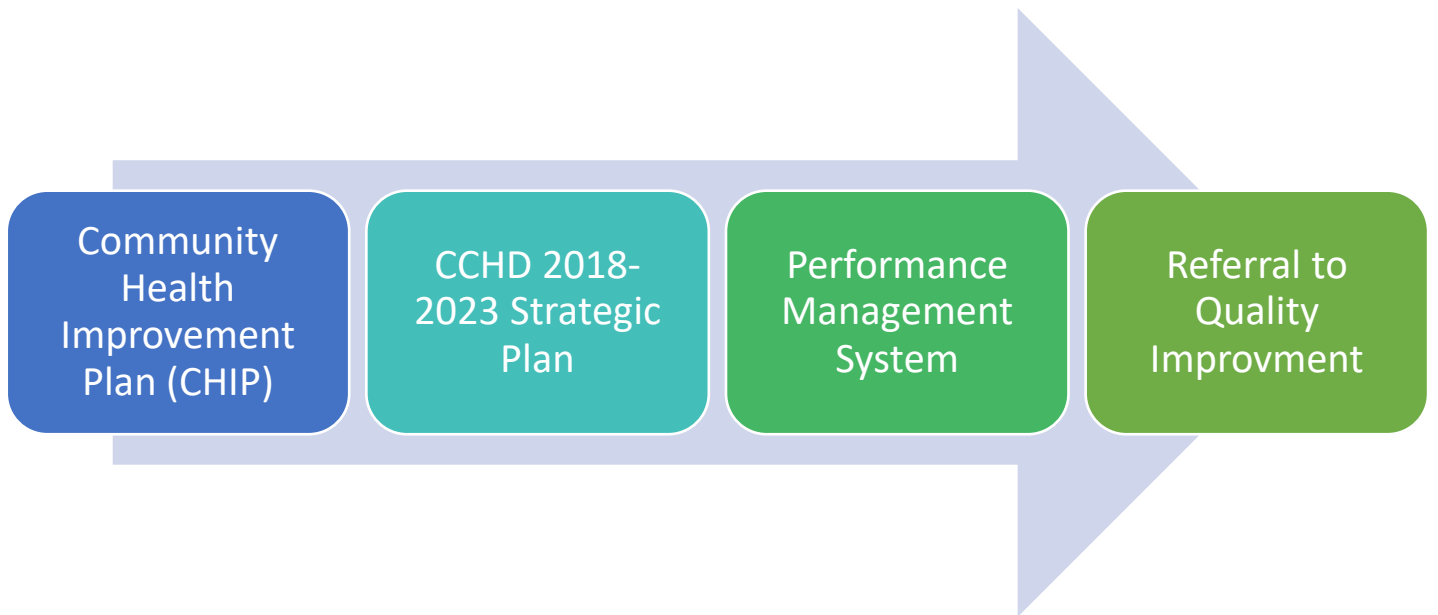 Community
Health
Improvement
Plan (CHIP)
CCHD 2018-
2023 Strategic
Plan
Performance
Management
System
Referral to
Quality
Improvment